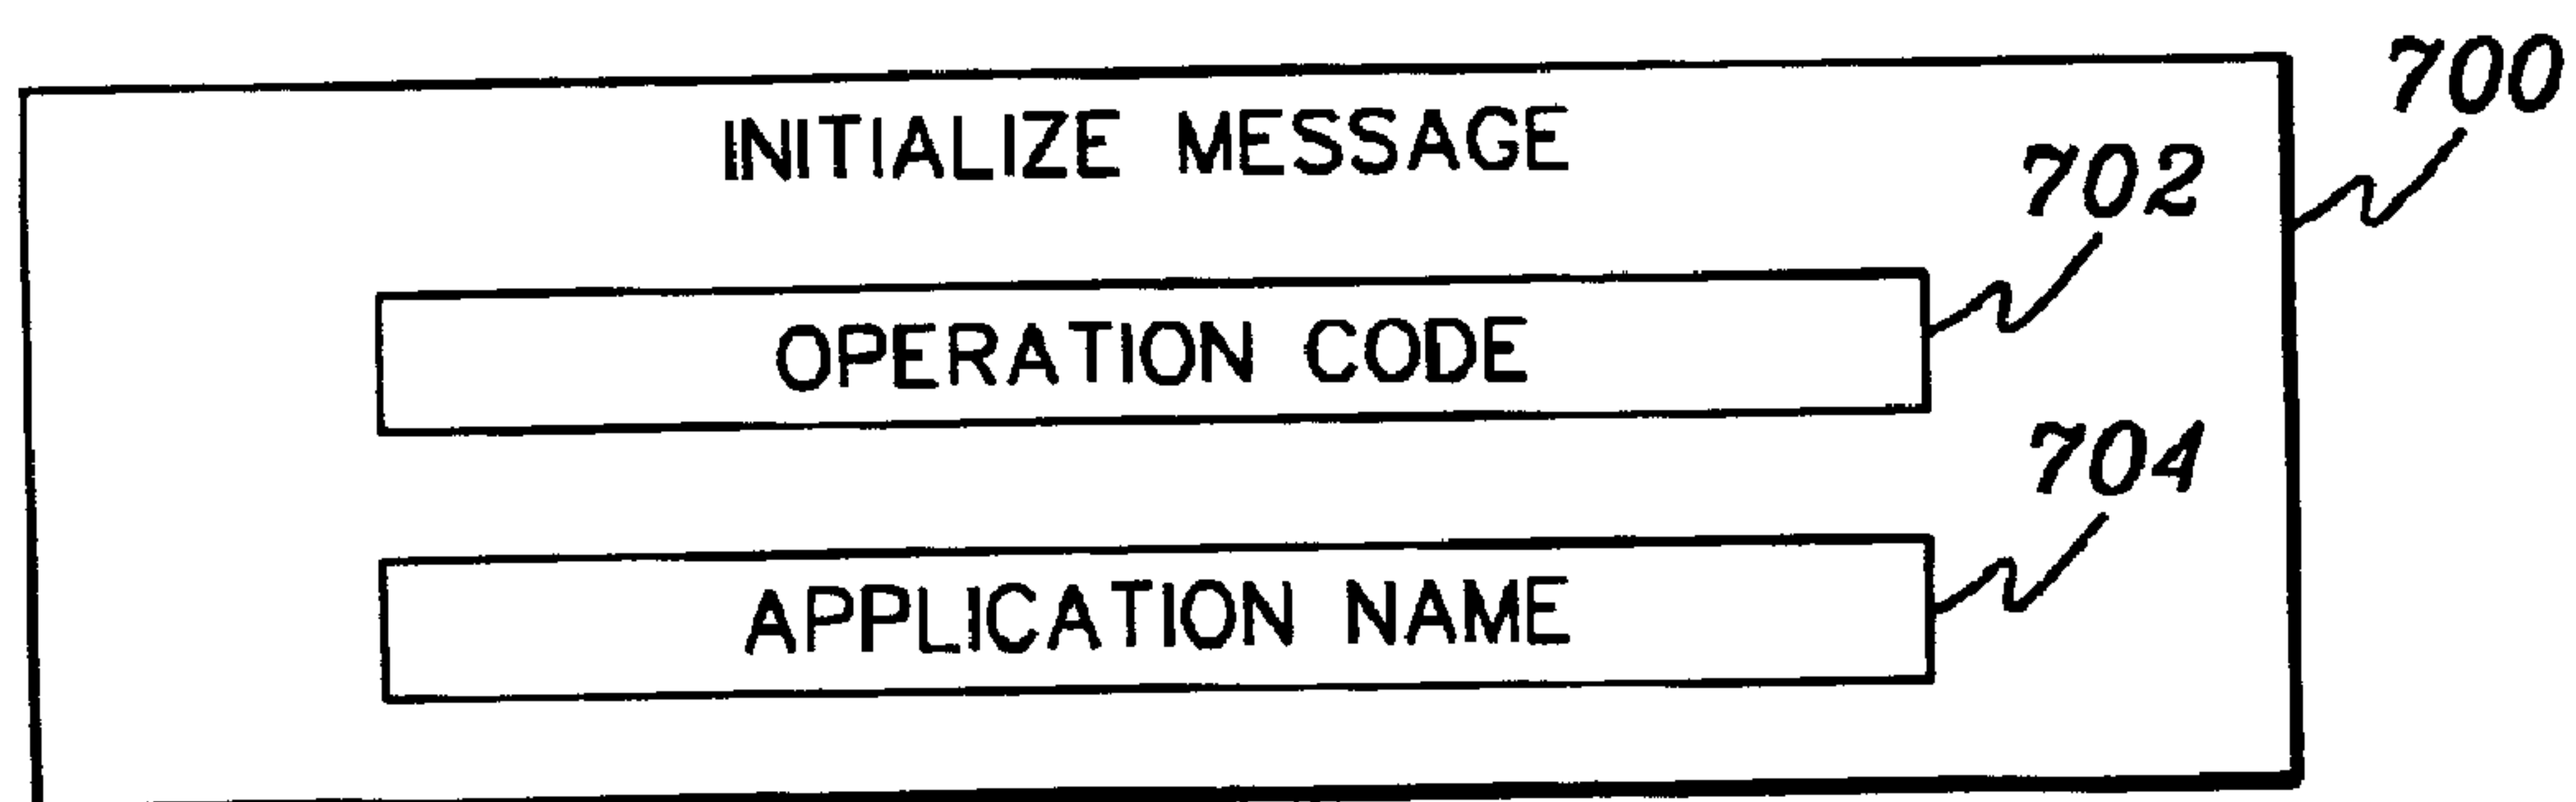 700
INITIALIZE MESSAGE
702
OPERATION CODE
704
APPLICATION NAME